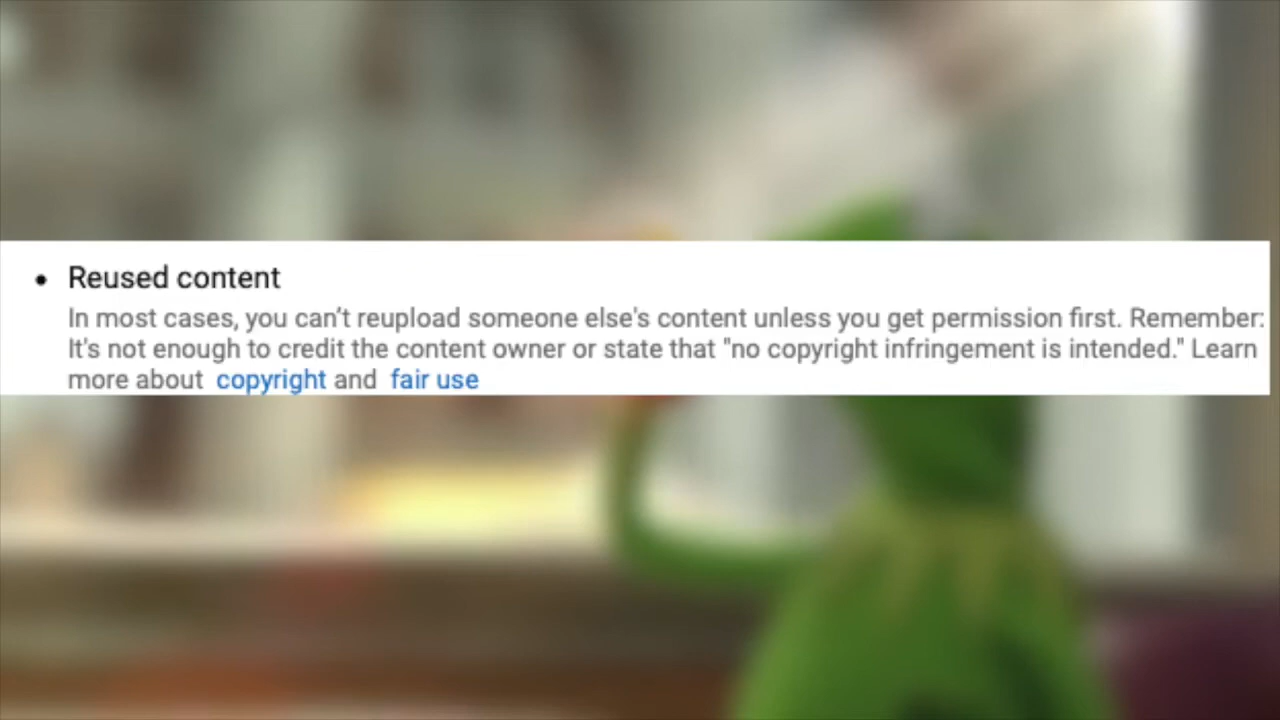 Reused content
In most cases, you can’t reupload someone else's content unless you get permission first. Remember:
It's not enough to credit the content owner or state that "no copyright infringement is intended." Learn
more about copyright and fair use